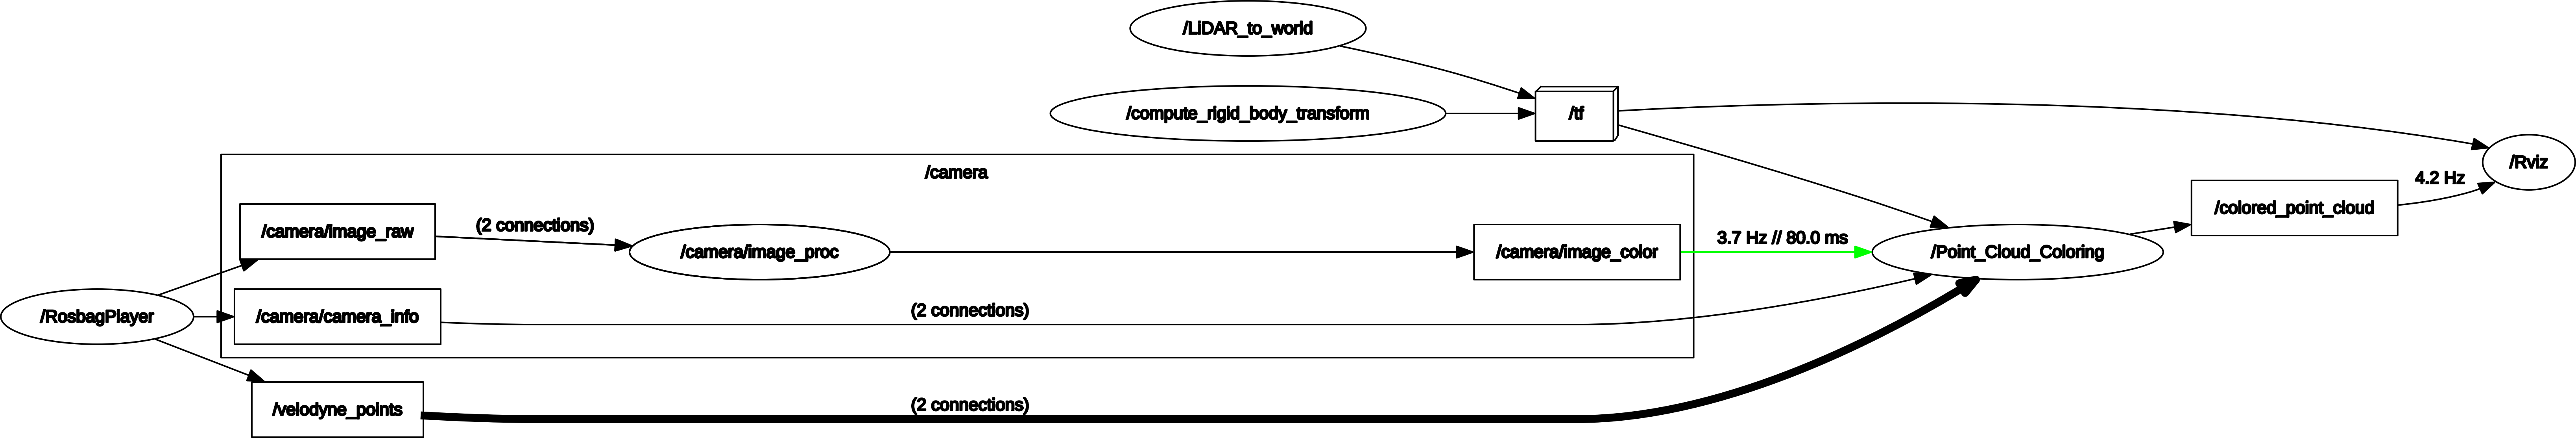 /LiDAR_to_world
/compute_rigid_body_transform
/tf
/Rviz
/camera
4.2 Hz
/colored_point_cloud
/camera/image_raw
(2 connections)
/camera/image_proc
/camera/image_color
3.7 Hz // 80.0 ms
/Point_Cloud_Coloring
/RosbagPlayer
/camera/camera_info
(2 connections)
/velodyne_points
(2 connections)